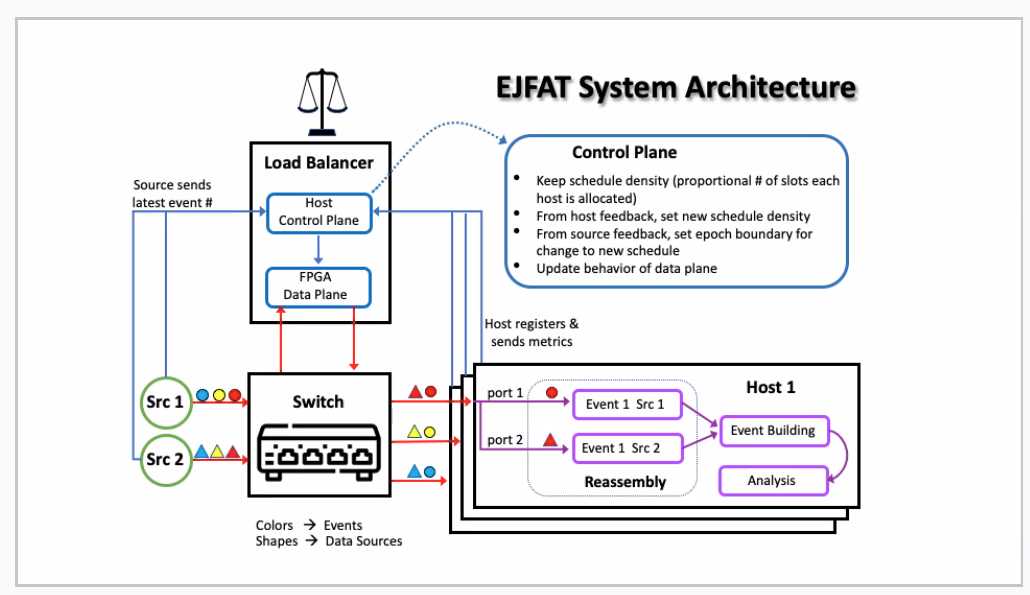 EJFAT System Architecture
Load Balancer
Control Plane
• Keep schedule density (proportional # of slots each
host is allocated)
• From host feedback, set new schedule density
• From source feedback, set epoch boundary for
change to new schedule
• Update behavior of data plane
Source sends
latest event #
Host
Control Plane
FPGA
Data Plane
Host registers &
sends metrics
Src 1
Src 2
Switch
port 1
port 2
Event 1 Src 1
Event 1 Src 2
Reassembly
Host 1
Event Building
Analysis
Colors → Events
Shapes → Data Sources